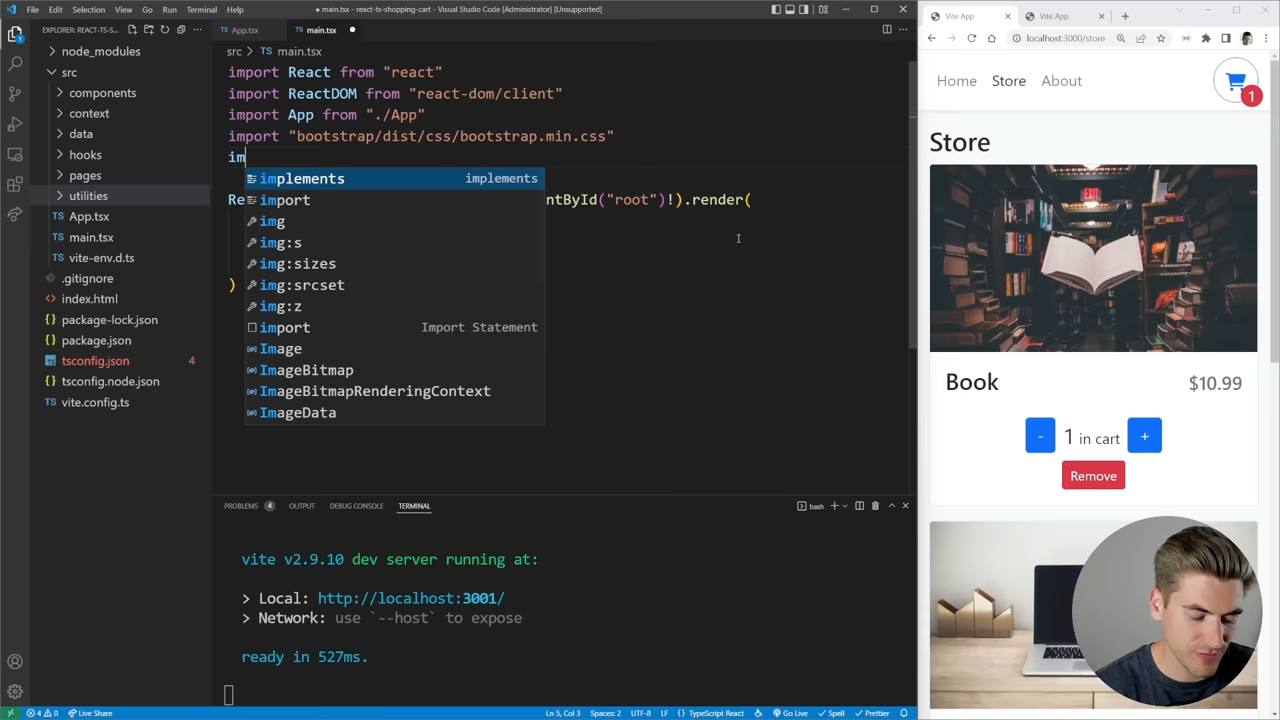 File Edit Selection View Go Run Terminal Help
● main.tsx - react-ts-shopping-cart - Visual Studio Code [Administrator] [Unsupported]
EXPLORER: REACT-TS-S...
node_modules
src
components
context
data
hooks
pages
utilities
App.tsx
main.tsx
vite-env.d.ts
.gitignore
index.html
package-lock.json
package.json
tsconfig.json 4
tsconfig.node.json
vite.config.ts
App.tsx
main.tsx
src > main.tsx
import React from "react"
import ReactDOM from "react-dom/client"
import App from "./App"
import "bootstrap/dist/css/bootstrap.min.css"
im
implements implements
import
img
img:s
img:sizes
img:srcset
img:z
import Import Statement
Image
ImageBitmap
ImageBitmapRenderingContext
ImageData
Re ntById("root")!).render(
)
PROBLEMS 4 OUTPUT DEBUG CONSOLE TERMINAL
bash
vite v2.9.10 dev server running at:
> Local: http://localhost:3001/
> Network: use `--host` to expose
ready in 527ms.
4 0 Live Share
Ln 5, Col 3 Spaces: 2 UTF-8 LF {} TypeScript React Go Live Spell Prettier
Vite App
Vite App
localhost:3000/store
Home Store About
1
Store
EXIT
Book $10.99
- 1 in cart +
Remove